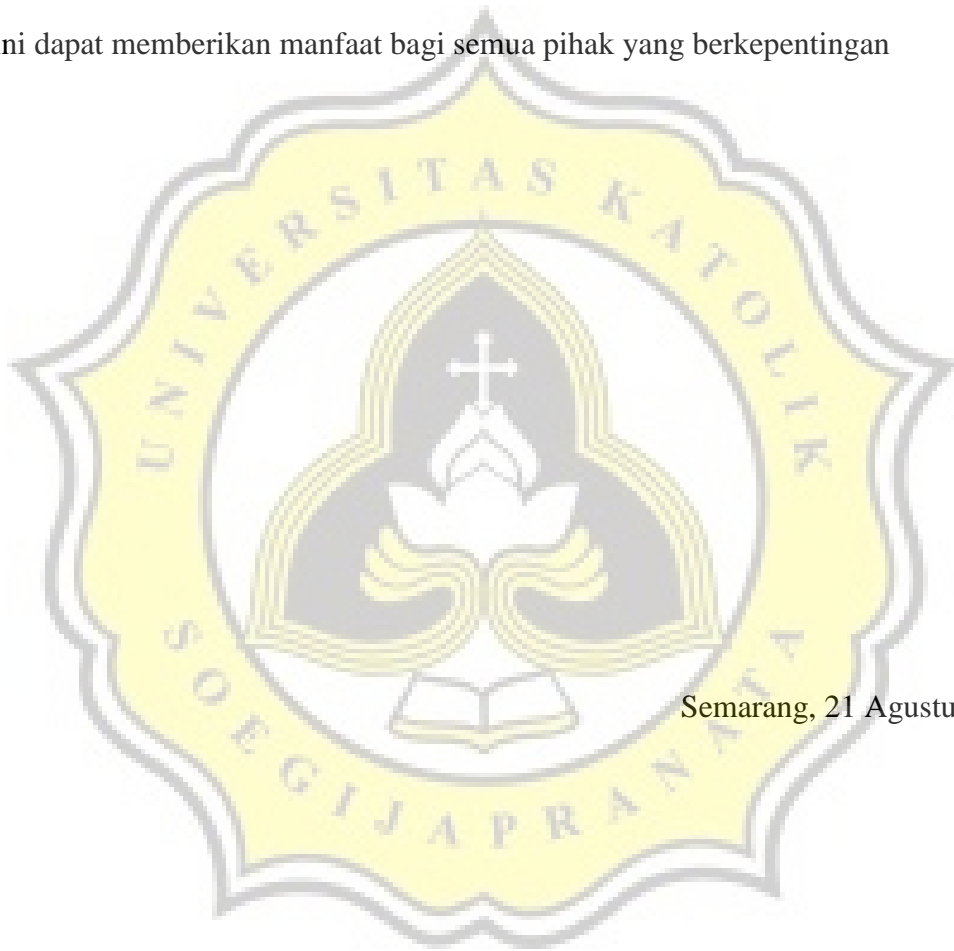 ni dapat memberikan manfaat bagi semua pihak yang berkepentingan
UNIVERSITAS KATOLIK
SOEGIJAPRANATA
Semarang, 21 Agustu